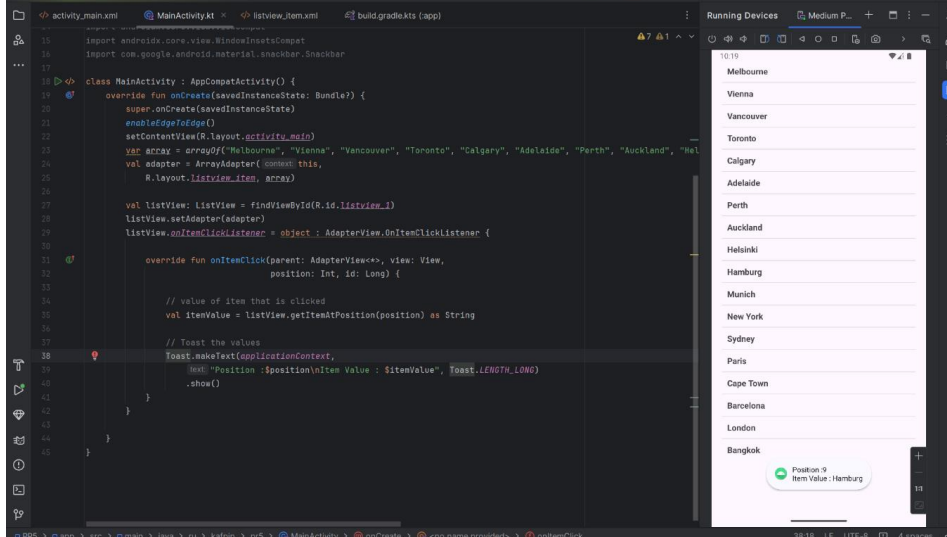 activity_main.xml
MainActivity.kt
listview_item.xml
build.gradle.kts (:app)
Running Devices
Medium P...
15 import androidx.core.view.WindowInsetsCompat
7 1
16 import com.google.android.material.snackbar.Snackbar
17
18 class MainActivity : AppCompatActivity() {
19 override fun onCreate(savedInstanceState: Bundle?) {
20 super.onCreate(savedInstanceState)
21 enableEdgeToEdge()
22 setContentView(R.layout.activity_main)
23 var array = arrayOf("Melbourne", "Vienna", "Vancouver", "Toronto", "Calgary", "Adelaide", "Perth", "Auckland", "Hel
24 val adapter = ArrayAdapter( context: this,
25 R.layout.listview_item, array)
26
27 val listView: ListView = findViewById(R.id.listview_1)
28 listView.setAdapter(adapter)
29 listView.onItemClickListener = object : AdapterView.OnItemClickListener {
30
31 override fun onItemClick(parent: AdapterView<*>, view: View,
32 position: Int, id: Long) {
33
34 // value of item that is clicked
35 val itemValue = listView.getItemAtPosition(position) as String
36
37 // Toast the values
38 Toast.makeText(applicationContext,
39 text: "Position :$position\nItem Value : $itemValue", Toast.LENGTH_LONG)
40 .show()
41 }
42 }
43
44 }
45 }
10:19
Melbourne
Vienna
Vancouver
Toronto
Calgary
Adelaide
Perth
Auckland
Helsinki
Hamburg
Munich
New York
Sydney
Paris
Cape Town
Barcelona
London
Bangkok
Position :9
Item Value : Hamburg
1:1
PR5 > app > src > main > java > ru > > pr5 > MainActivity > onCreate > <no name provided> > onItemClick
38:18 LF UTF-8 4 spaces